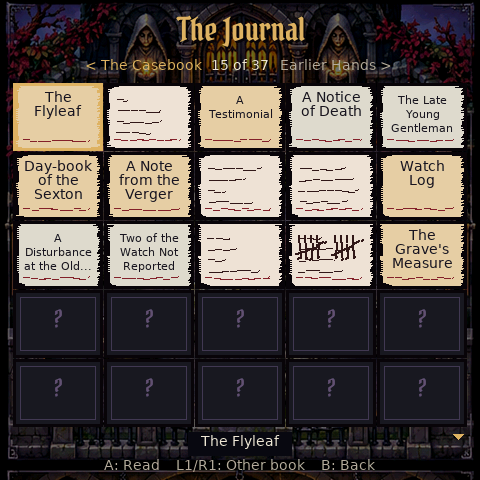 The Journal
< The Casebook 15 of 37 Earlier Hands >
The
Flyleaf
A
Testimonial
A Notice
of Death
The Late
Young
Gentleman
Day-book
of the
Sexton
A Note
from the
Verger
Watch
Log
A
Disturbance
at the Old...
Two of the
Watch Not
Reported
The
Grave's
Measure
? ? ? ? ?
? ? ? ? ?
The Flyleaf
A: Read L1/R1: Other book B: Back